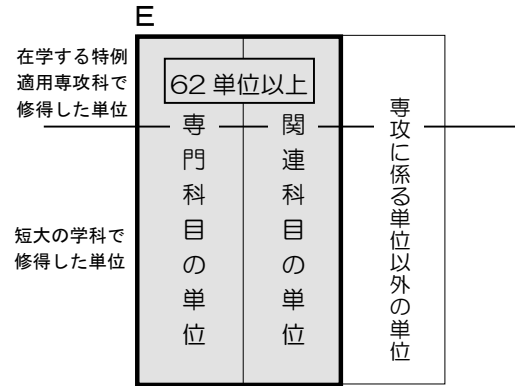 E
在学する特例
適用専攻科で
修得した単位
62単位以上
専門科目の単位
関連科目の単位
専攻に係る単位以外の単位
短大の学科で
修得した単位